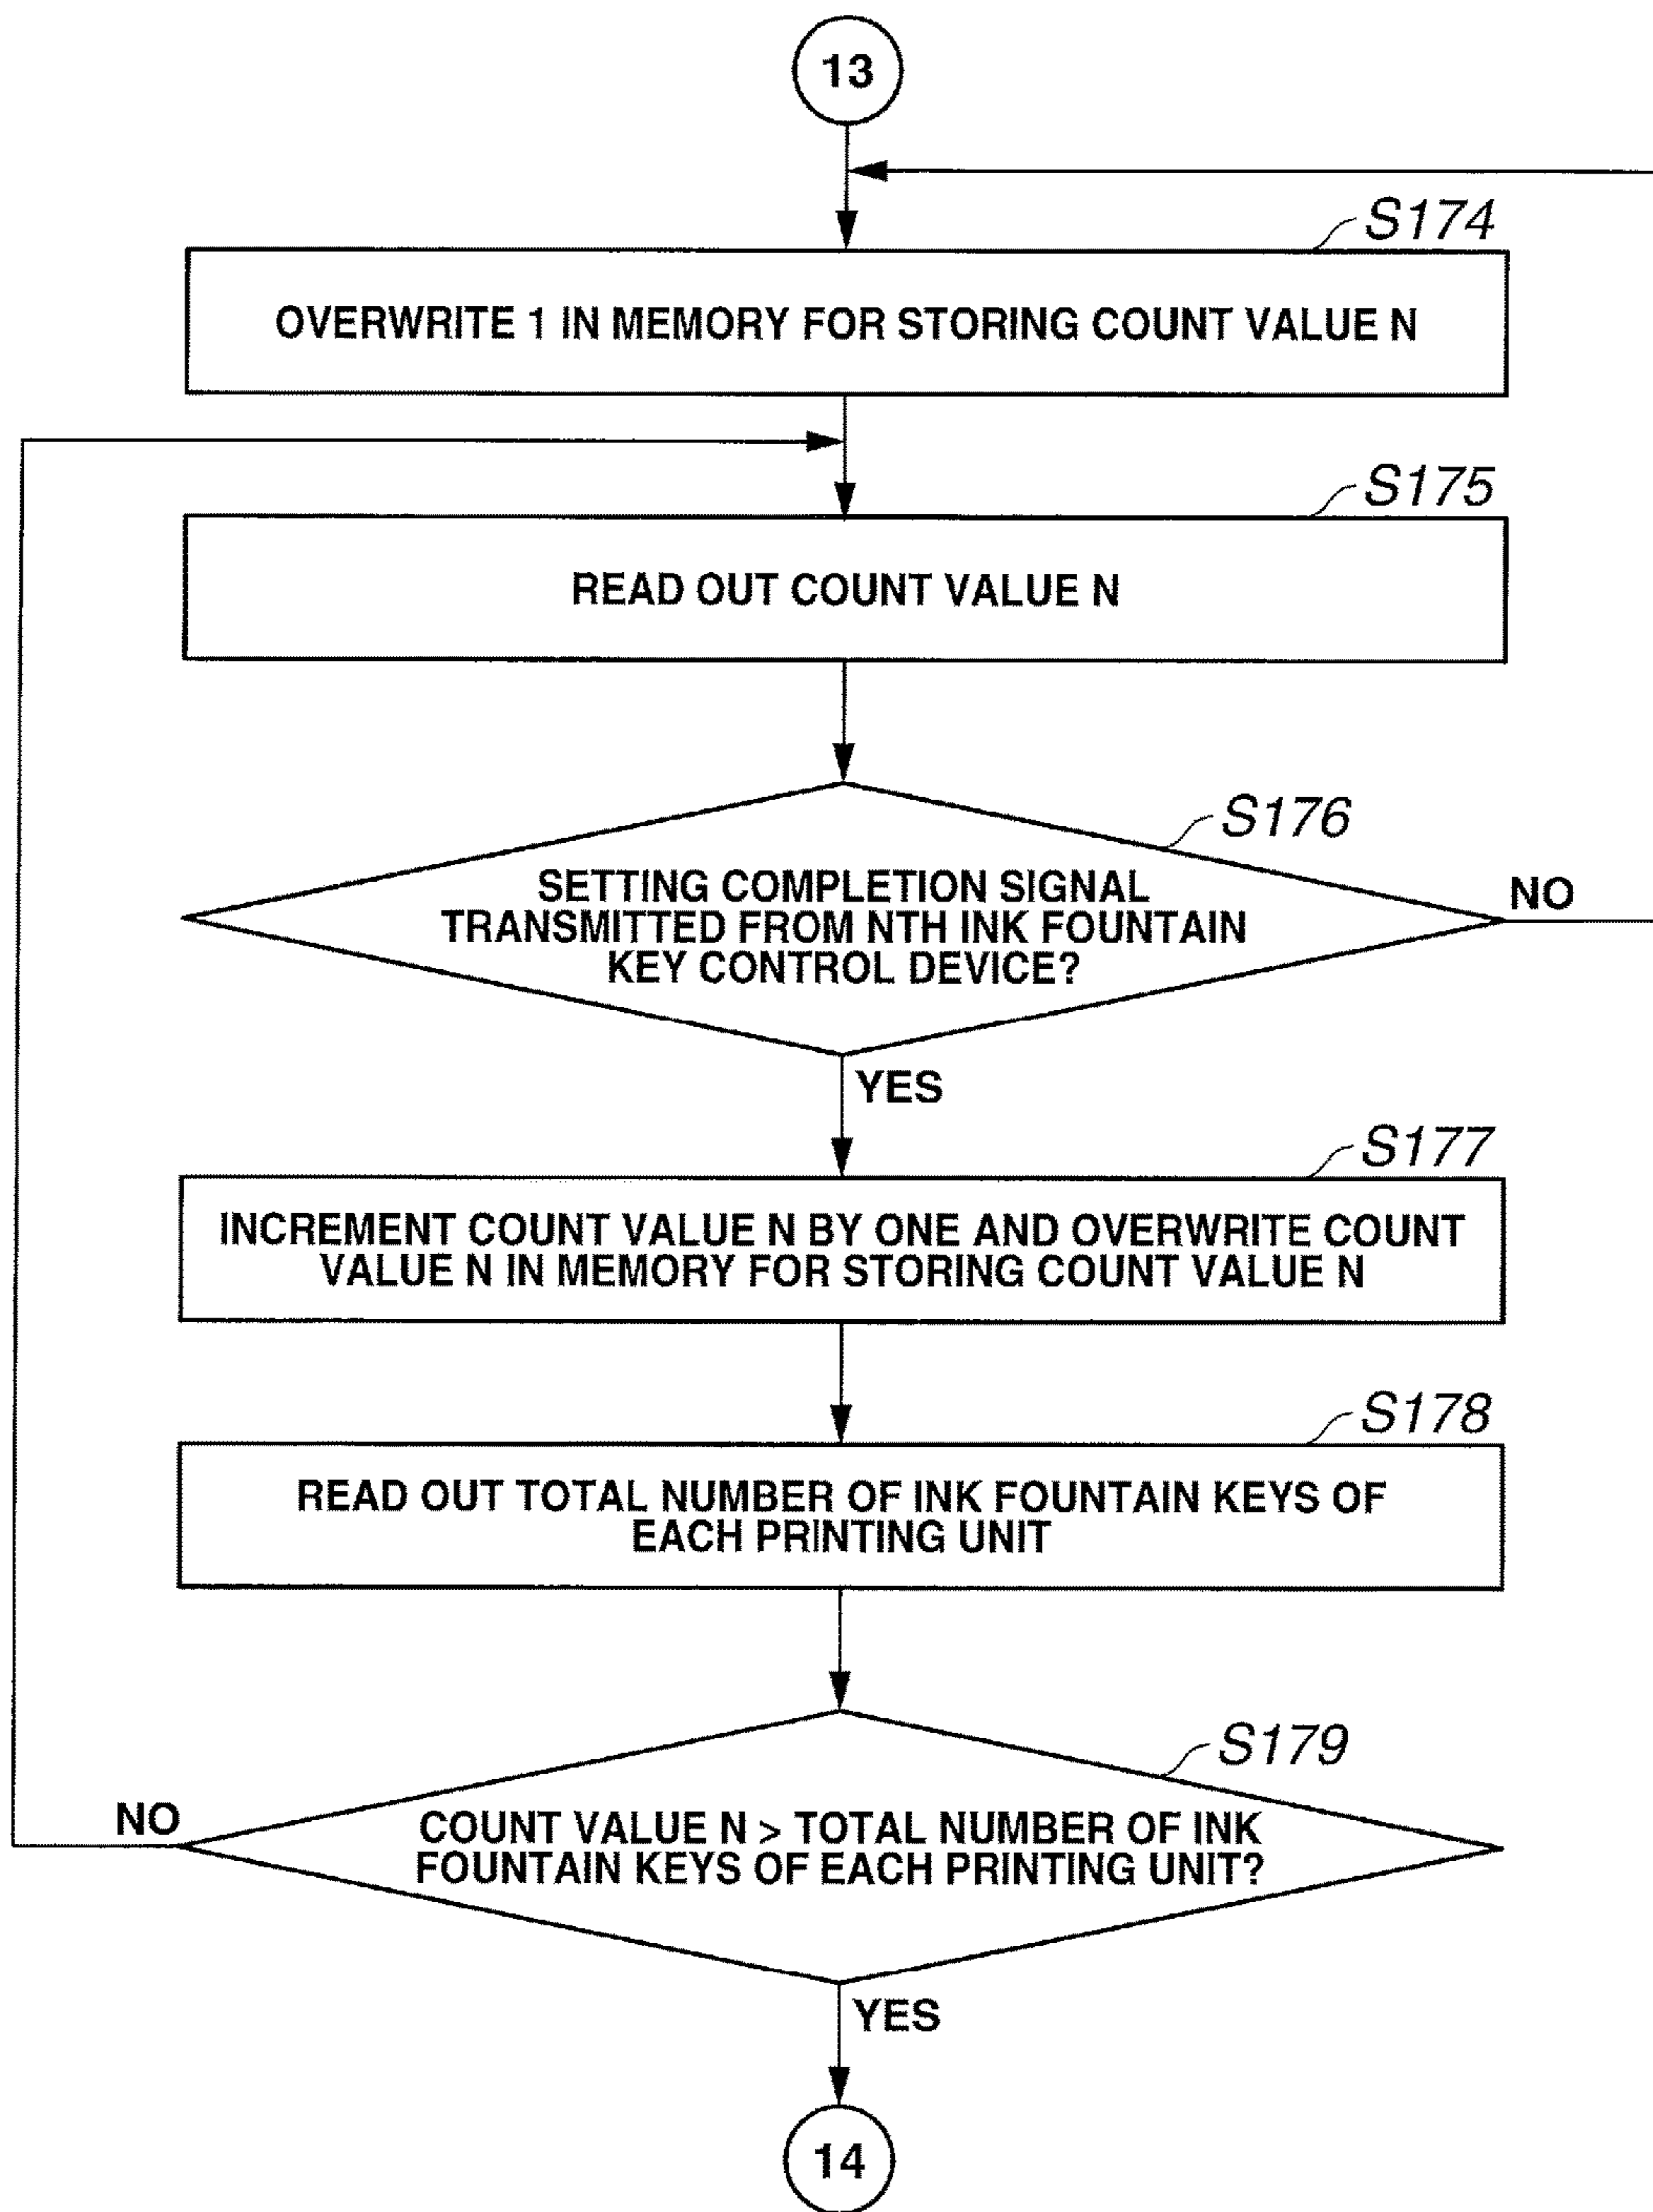 13
S174
OVERWRITE 1 IN MEMORY FOR STORING COUNT VALUE N
S175
READ OUT COUNT VALUE N
S176
SETTING COMPLETION SIGNAL
TRANSMITTED FROM NTH INK FOUNTAIN
KEY CONTROL DEVICE?
NO
YES
S177
INCREMENT COUNT VALUE N BY ONE AND OVERWRITE COUNT
VALUE N IN MEMORY FOR STORING COUNT VALUE N
S178
READ OUT TOTAL NUMBER OF INK FOUNTAIN KEYS OF
EACH PRINTING UNIT
S179
NO
COUNT VALUE N > TOTAL NUMBER OF INK
FOUNTAIN KEYS OF EACH PRINTING UNIT?
YES
14